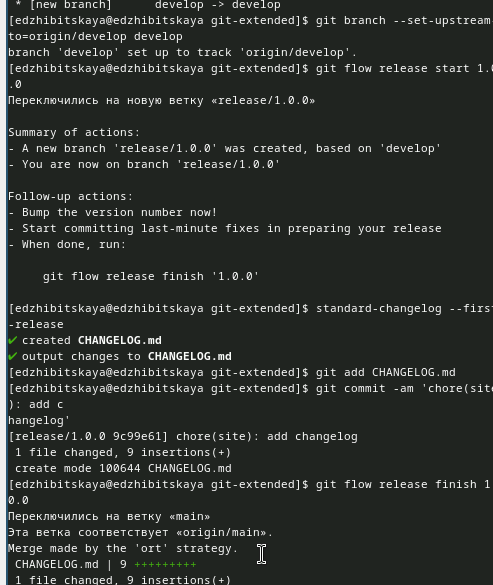 * [new branch]      develop -> develop
[edzhibitskaya@edzhibitskaya git-extended]$ git branch --set-upstream-
to=origin/develop develop
branch 'develop' set up to track 'origin/develop'.
[edzhibitskaya@edzhibitskaya git-extended]$ git flow release start 1.0
.0
Переключились на новую ветку «release/1.0.0»

Summary of actions:
- A new branch 'release/1.0.0' was created, based on 'develop'
- You are now on branch 'release/1.0.0'

Follow-up actions:
- Bump the version number now!
- Start committing last-minute fixes in preparing your release
- When done, run:

     git flow release finish '1.0.0'

[edzhibitskaya@edzhibitskaya git-extended]$ standard-changelog --first
-release
✔ created CHANGELOG.md
✔ output changes to CHANGELOG.md
[edzhibitskaya@edzhibitskaya git-extended]$ git add CHANGELOG.md
[edzhibitskaya@edzhibitskaya git-extended]$ git commit -am 'chore(site
): add c
hangelog'
[release/1.0.0 9c99e61] chore(site): add changelog
 1 file changed, 9 insertions(+)
 create mode 100644 CHANGELOG.md
[edzhibitskaya@edzhibitskaya git-extended]$ git flow release finish 1.
0.0
Переключились на ветку «main»
Эта ветка соответствует «origin/main».
Merge made by the 'ort' strategy.
 CHANGELOG.md | 9 +++++++++
 1 file changed, 9 insertions(+)